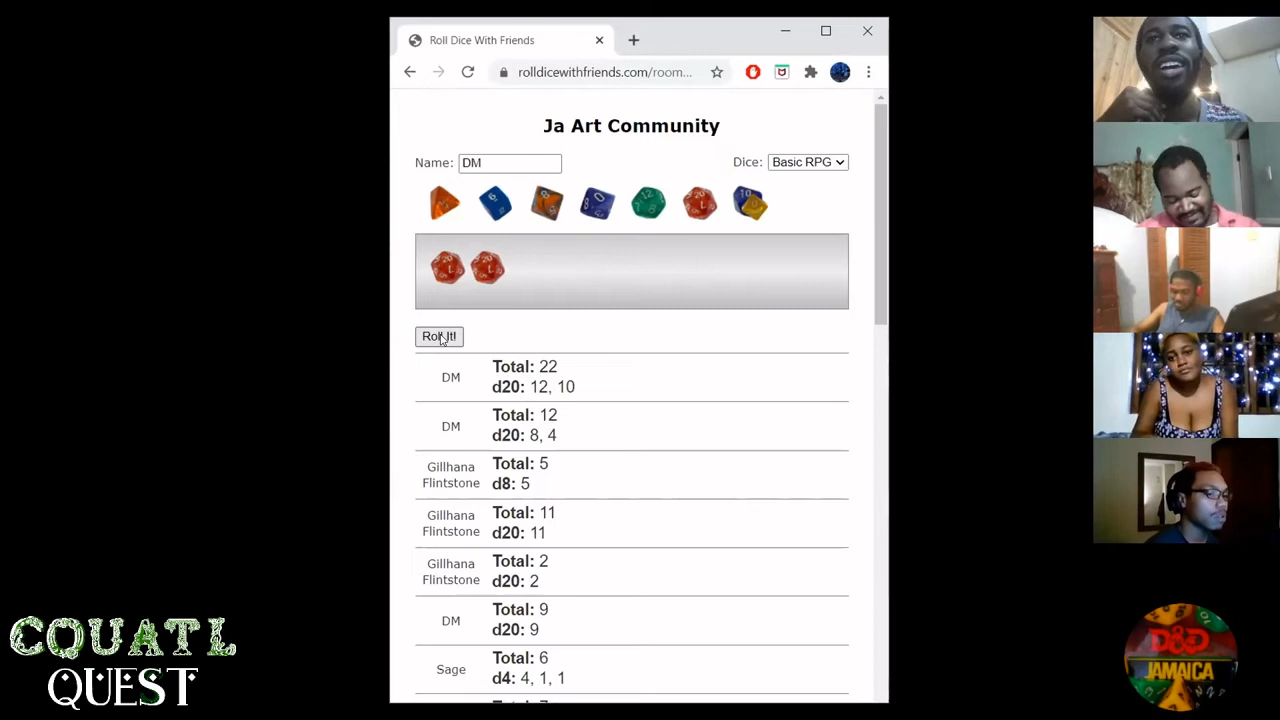 Roll Dice With Friends
rolldicewithfriends.com/room...
Ja Art Community
Name: DM
Dice: Basic RPG
Roll It!
DM
Total: 22
d20: 12, 10
DM
Total: 12
d20: 8, 4
Gillhana
Flintstone
Total: 5
d8: 5
Gillhana
Flintstone
Total: 11
d20: 11
Gillhana
Flintstone
Total: 2
d20: 2
DM
Total: 9
d20: 9
Sage
Total: 6
d4: 4, 1, 1
COUATL
QUEST
D&D
JAMAICA